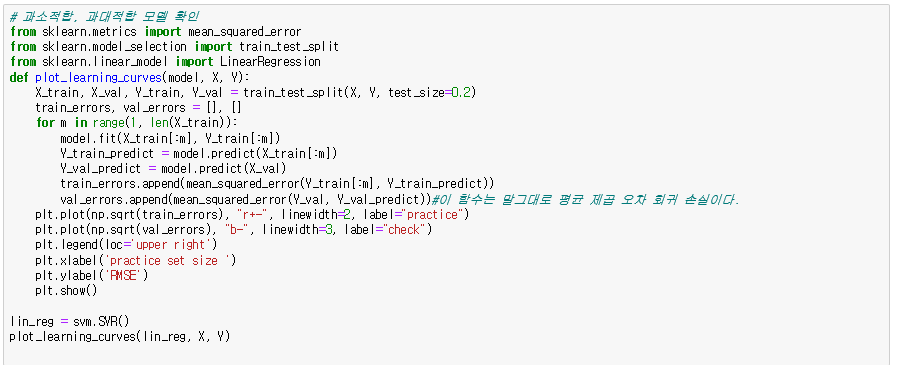 # 과소적합, 과대적합 모델 확인
from sklearn.metrics import mean_squared_error
from sklearn.model_selection import train_test_split
from sklearn.linear_model import LinearRegression
def plot_learning_curves(model, X, Y):
    X_train, X_val, Y_train, Y_val = train_test_split(X, Y, test_size=0.2)
    train_errors, val_errors = [], []
    for m in range(1, len(X_train)):
        model.fit(X_train[:m], Y_train[:m])
        Y_train_predict = model.predict(X_train[:m])
        Y_val_predict = model.predict(X_val)
        train_errors.append(mean_squared_error(Y_train[:m], Y_train_predict))
        val_errors.append(mean_squared_error(Y_val, Y_val_predict))#이 함수는 말그대로 평균 제곱 오차 회귀 손실이다.
    plt.plot(np.sqrt(train_errors), "r+-", linewidth=2, label="practice")
    plt.plot(np.sqrt(val_errors), "b-", linewidth=3, label="check")
    plt.legend(loc='upper right')
    plt.xlabel('practice set size ')
    plt.ylabel('RMSE')
    plt.show()
lin_reg = svm.SVR()
plot_learning_curves(lin_reg, X, Y)